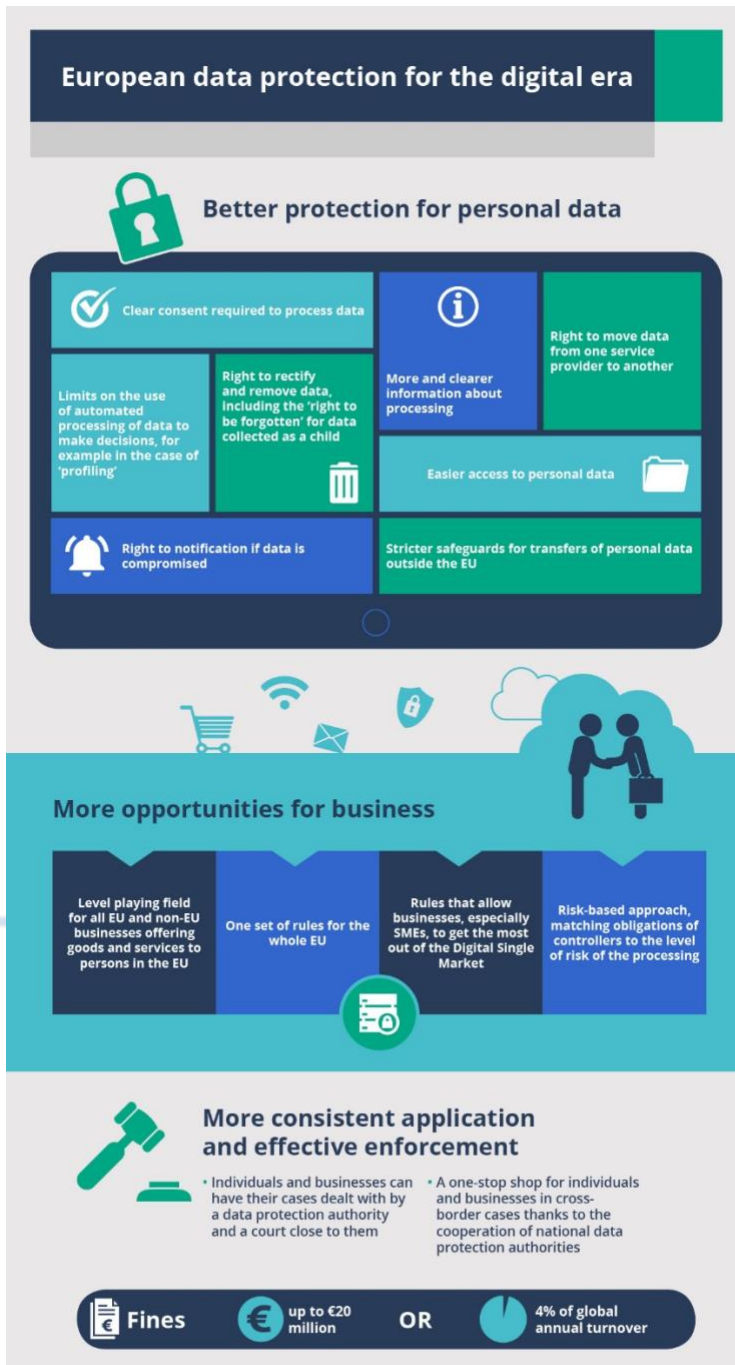 European data protection for the digital era
Better protection for personal data
Clear consent required to process data
Limits on the use
of automated
processing of data to
make decisions, for
example in the case of
‘profiling’
Right to rectify
and remove data,
including the ‘right to
be forgotten’ for data
collected as a child
More and clearer
information about
processing
Right to move data
from one service
provider to another
Easier access to personal data
Right to notification if data is
compromised
Stricter safeguards for transfers of personal data
outside the EU
More opportunities for business
Level playing field
for all EU and non-EU
businesses offering
goods and services to
persons in the EU
One set of rules for the
whole EU
Rules that allow
businesses, especially
SMEs, to get the most
out of the Digital Single
Market
Risk-based approach,
matching obligations of
controllers to the level
of risk of the processing
More consistent application
and effective enforcement
• Individuals and businesses can
have their cases dealt with by
a data protection authority
and a court close to them
• A one-stop shop for individuals
and businesses in cross-
border cases thanks to the
cooperation of national data
protection authorities
€ Fines
€ up to €20
million
OR
4% of global
annual turnover